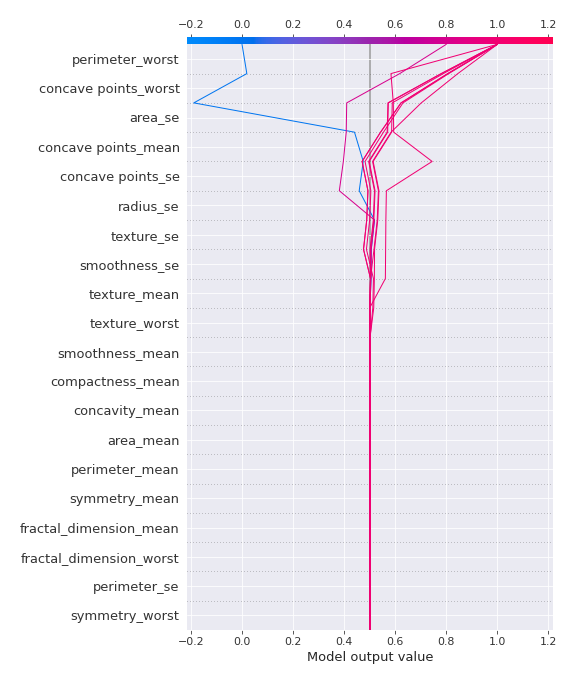 −0.2 0.0 0.2 0.4 0.6 0.8 1.0 1.2
perimeter_worst
concave points_worst
area_se
concave points_mean
concave points_se
radius_se
texture_se
smoothness_se
texture_mean
texture_worst
smoothness_mean
compactness_mean
concavity_mean
area_mean
perimeter_mean
symmetry_mean
fractal_dimension_mean
fractal_dimension_worst
perimeter_se
symmetry_worst
−0.2 0.0 0.2 0.4 0.6 0.8 1.0 1.2
Model output value